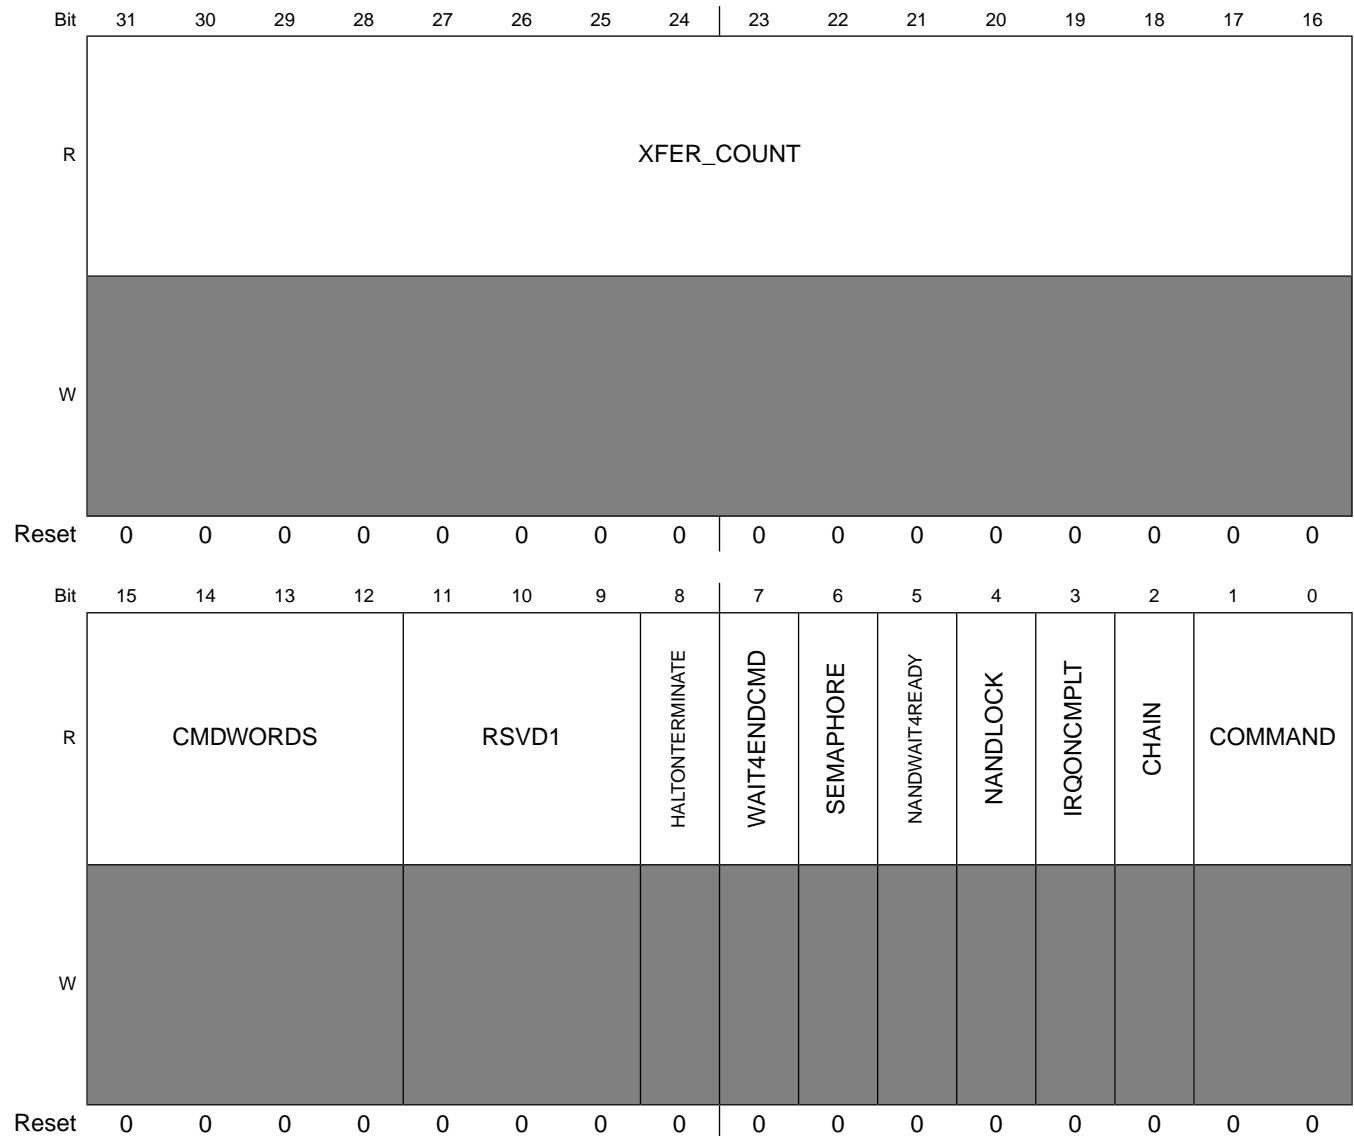 Bit 31 30 29 28 27 26 25 24 23 22 21 20 19 18 17 16
R XFER_COUNT
W
Reset 0 0 0 0 0 0 0 0 0 0 0 0 0 0 0 0
Bit 15 14 13 12 11 10 9 8 7 6 5 4 3 2 1 0
R CMDWORDS RSVD1 HALTONTERMINATE WAIT4ENDCMD SEMAPHORE NANDWAIT4READY NANDLOCK IRQONCMPLT CHAIN COMMAND
W
Reset 0 0 0 0 0 0 0 0 0 0 0 0 0 0 0 0